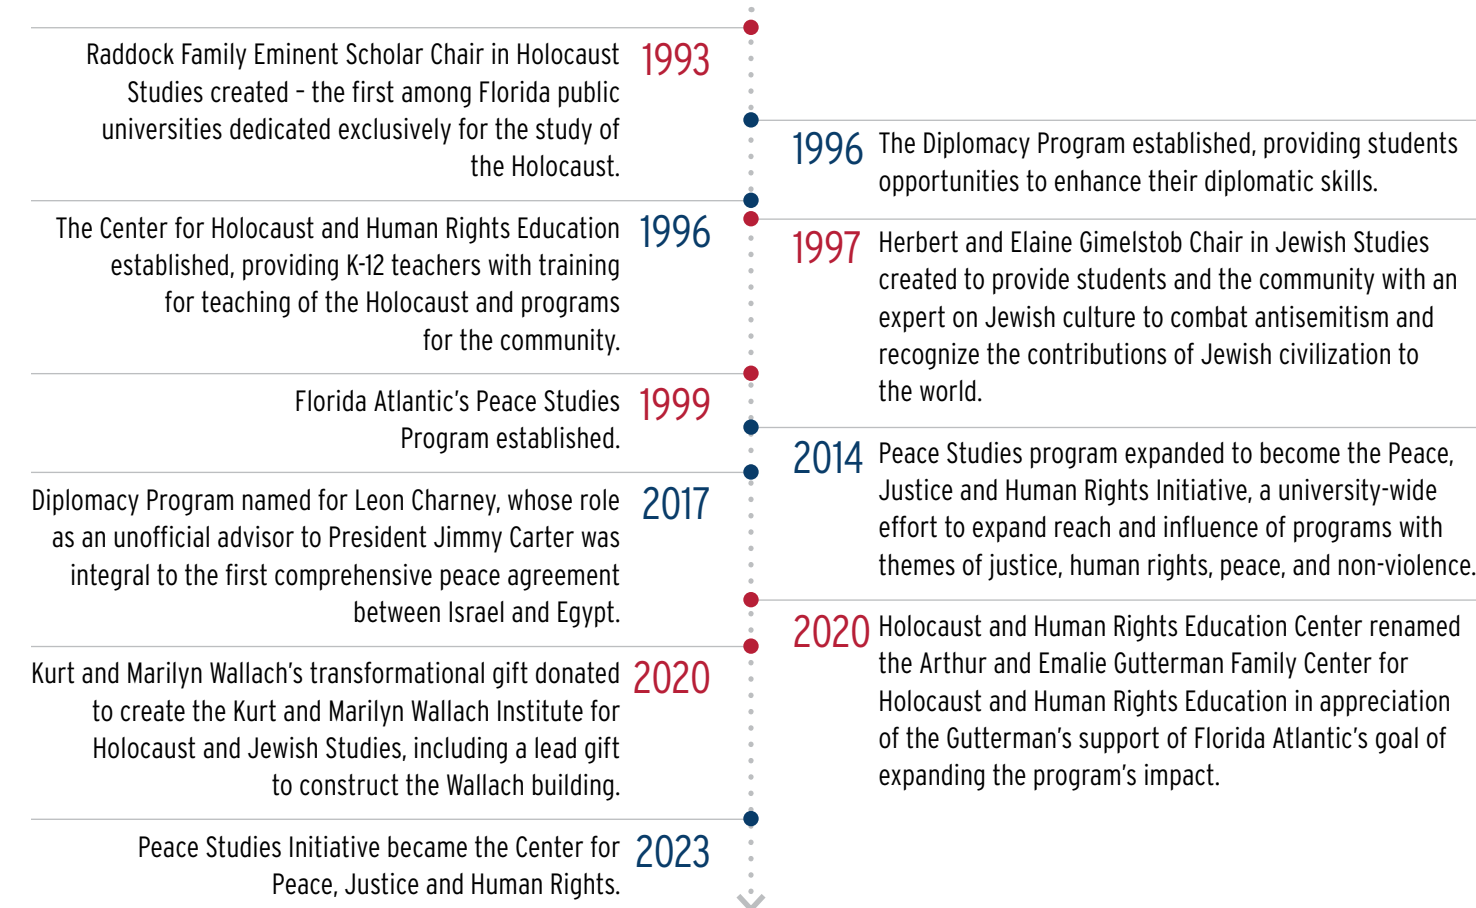 1993
Raddock Family Eminent Scholar Chair in Holocaust
Studies created – the first among Florida public
universities dedicated exclusively for the study of
the Holocaust.
1996
The Diplomacy Program established, providing students
opportunities to enhance their diplomatic skills.
1996
The Center for Holocaust and Human Rights Education
established, providing K-12 teachers with training
for teaching of the Holocaust and programs
for the community.
1997
Herbert and Elaine Gimelstob Chair in Jewish Studies
created to provide students and the community with an
expert on Jewish culture to combat antisemitism and
recognize the contributions of Jewish civilization to
the world.
1999
Florida Atlantic's Peace Studies
Program established.
2014
Peace Studies program expanded to become the Peace,
Justice and Human Rights Initiative, a university-wide
effort to expand reach and influence of programs with
themes of justice, human rights, peace, and non-violence.
2017
Diplomacy Program named for Leon Charney, whose role
as an unofficial advisor to President Jimmy Carter was
integral to the first comprehensive peace agreement
between Israel and Egypt.
2020
Holocaust and Human Rights Education Center renamed
the Arthur and Emalie Gutterman Family Center for
Holocaust and Human Rights Education in appreciation
of the Gutterman's support of Florida Atlantic's goal of
expanding the program's impact.
2020
Kurt and Marilyn Wallach's transformational gift donated
to create the Kurt and Marilyn Wallach Institute for
Holocaust and Jewish Studies, including a lead gift
to construct the Wallach building.
2023
Peace Studies Initiative became the Center for
Peace, Justice and Human Rights.